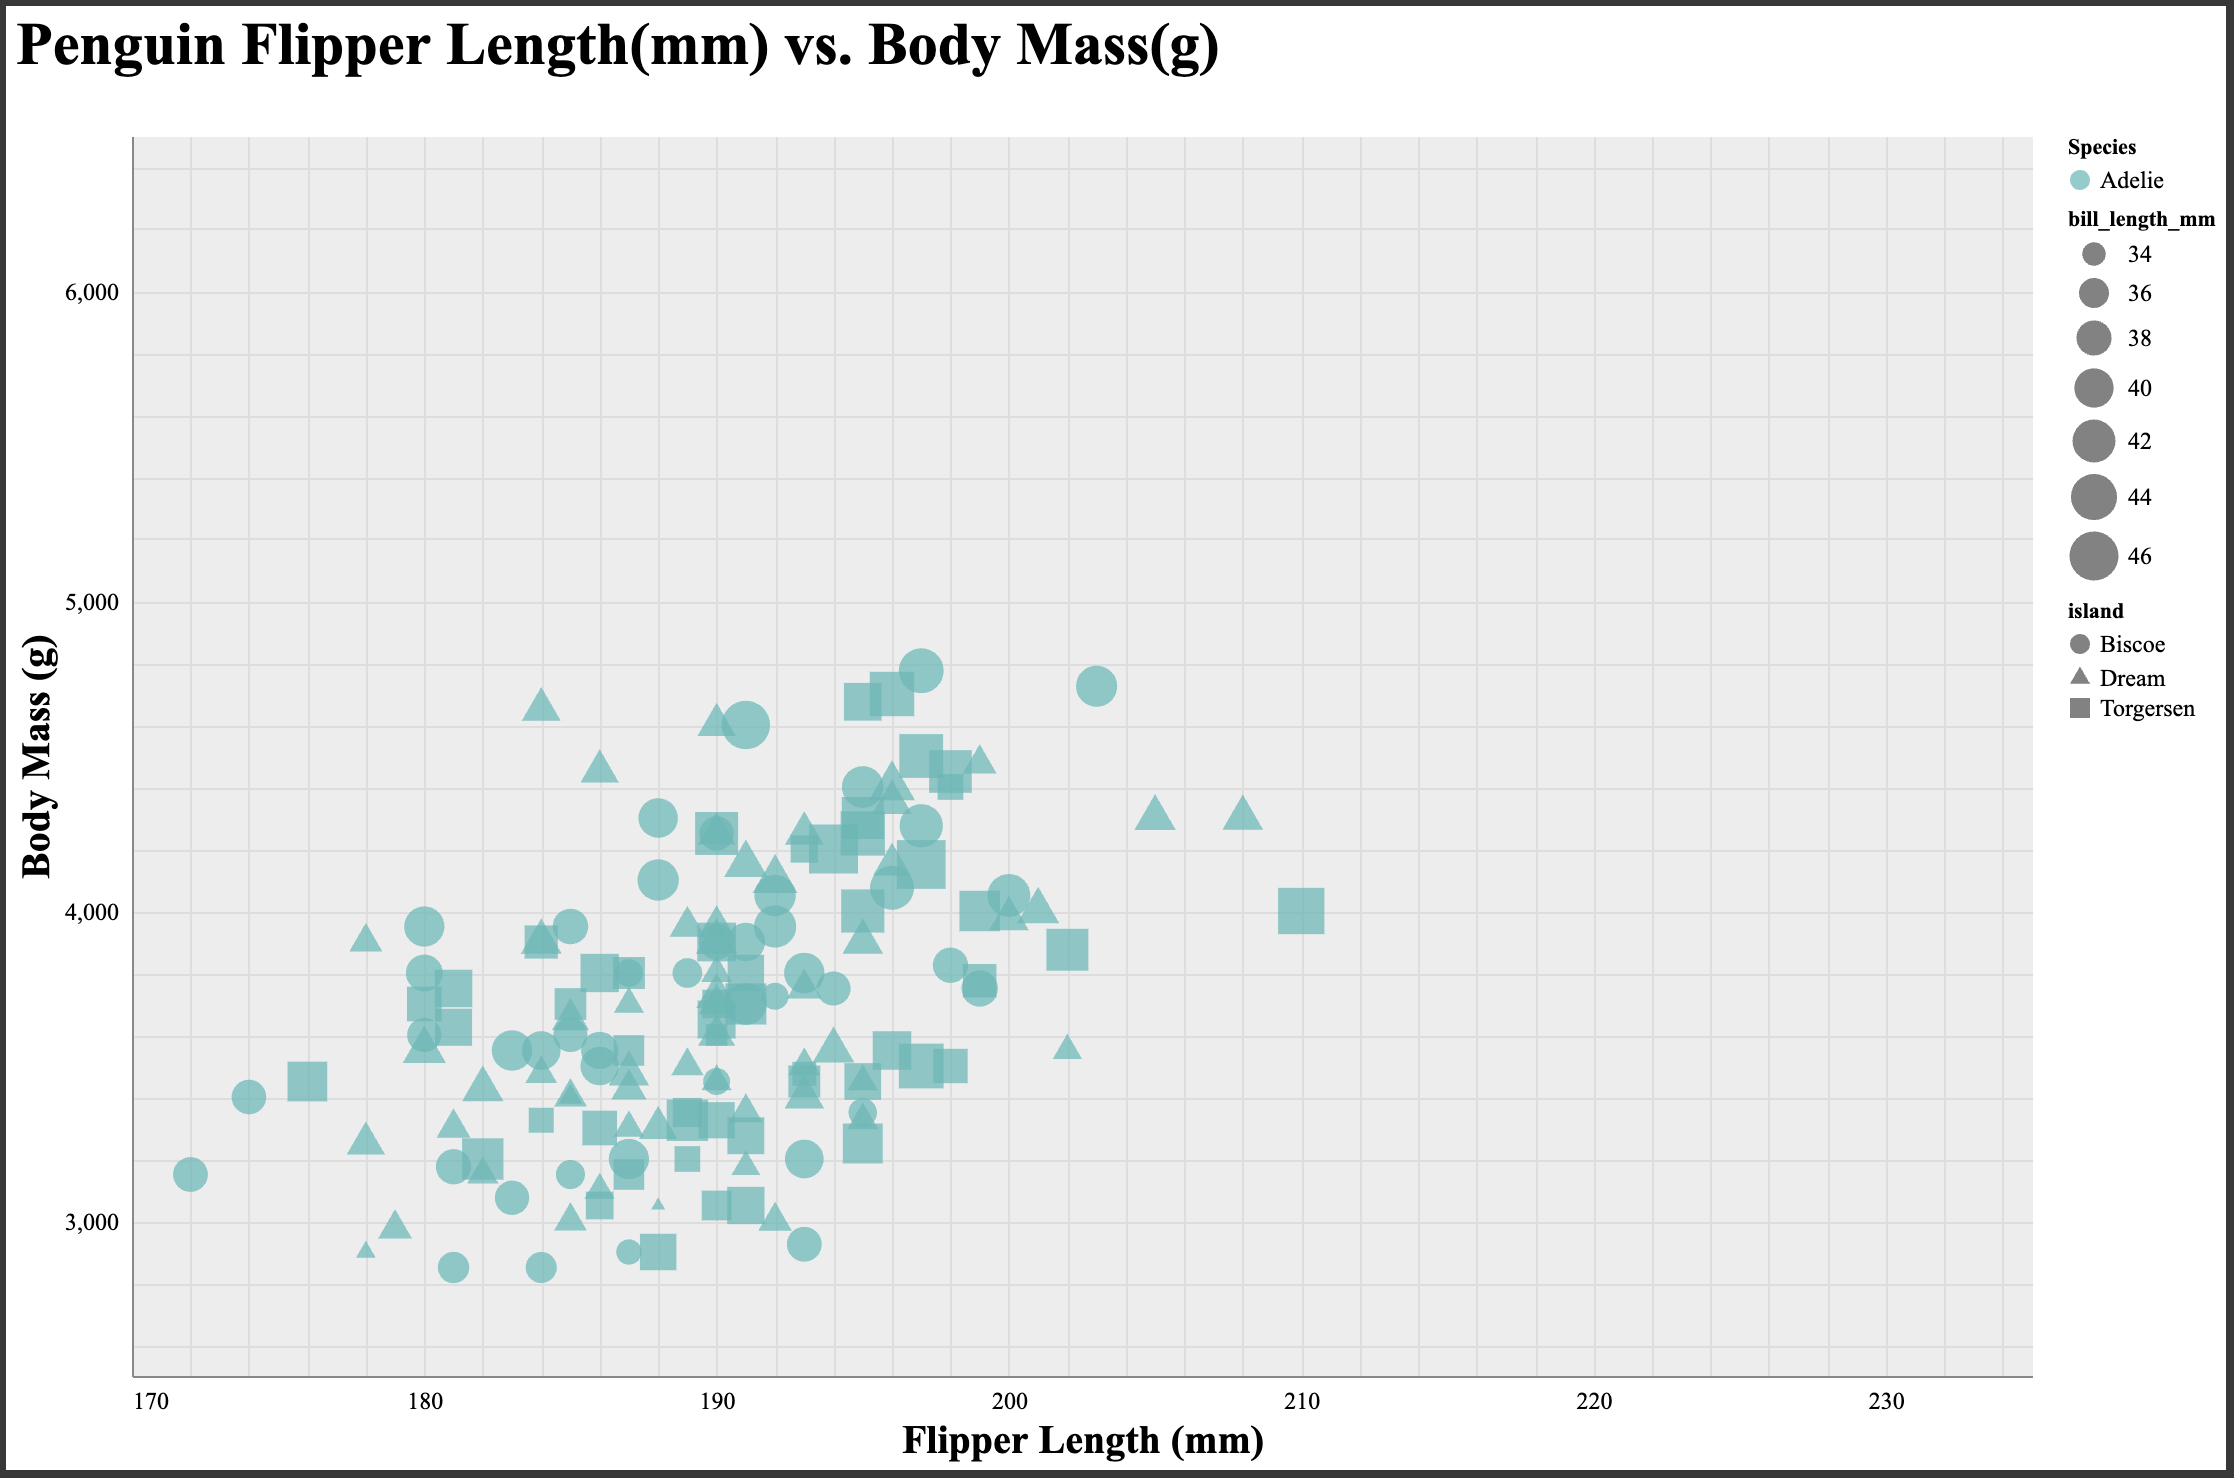 Penguin Flipper Length(mm) vs. Body Mass(g)
Species
Adelie
bill_length_mm
34
36
38
40
42
44
46
island
Biscoe
Dream
Torgersen
Body Mass (g)
6,000
5,000
4,000
3,000
170 180 190 200 210 220 230
Flipper Length (mm)